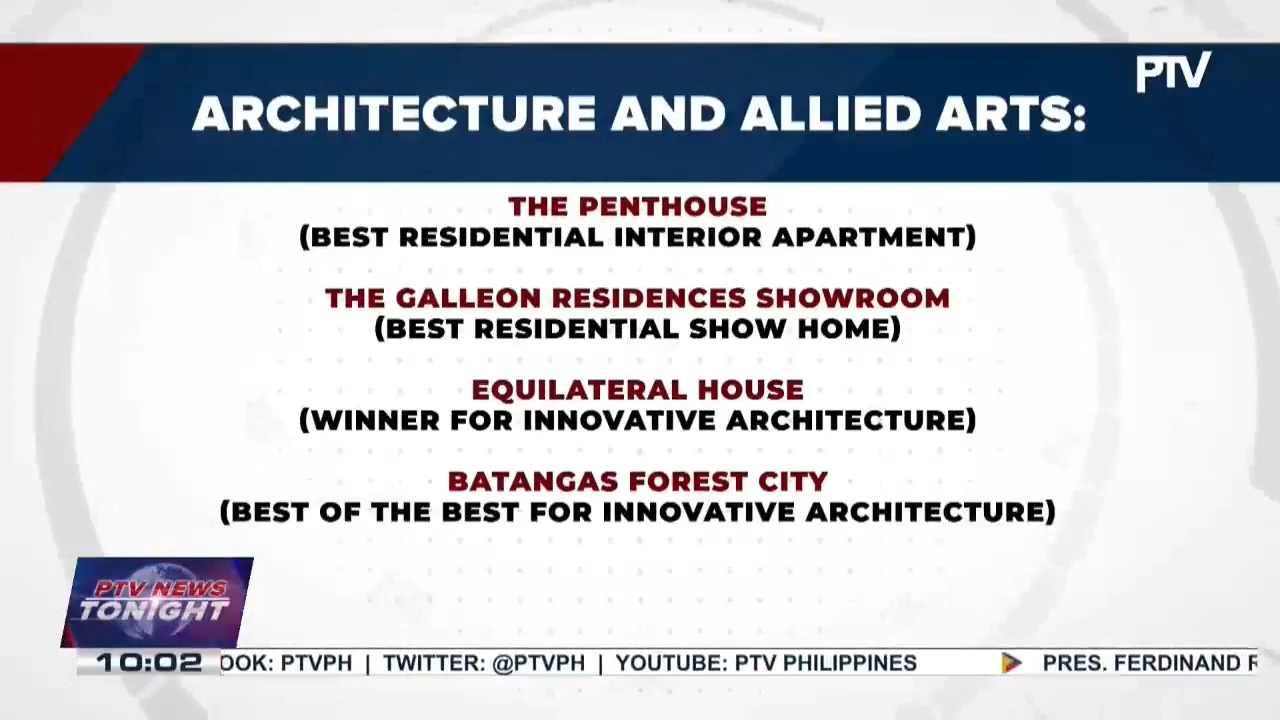 PTV
ARCHITECTURE AND ALLIED ARTS:
THE PENTHOUSE
(BEST RESIDENTIAL INTERIOR APARTMENT)
THE GALLEON RESIDENCES SHOWROOM
(BEST RESIDENTIAL SHOW HOME)
EQUILATERAL HOUSE
(WINNER FOR INNOVATIVE ARCHITECTURE)
BATANGAS FOREST CITY
(BEST OF THE BEST FOR INNOVATIVE ARCHITECTURE)
PTV NEWS
TONIGHT
10:02 OOK: PTVPH | TWITTER: @PTVPH | YOUTUBE: PTV PHILIPPINES PRES. FERDINAND R